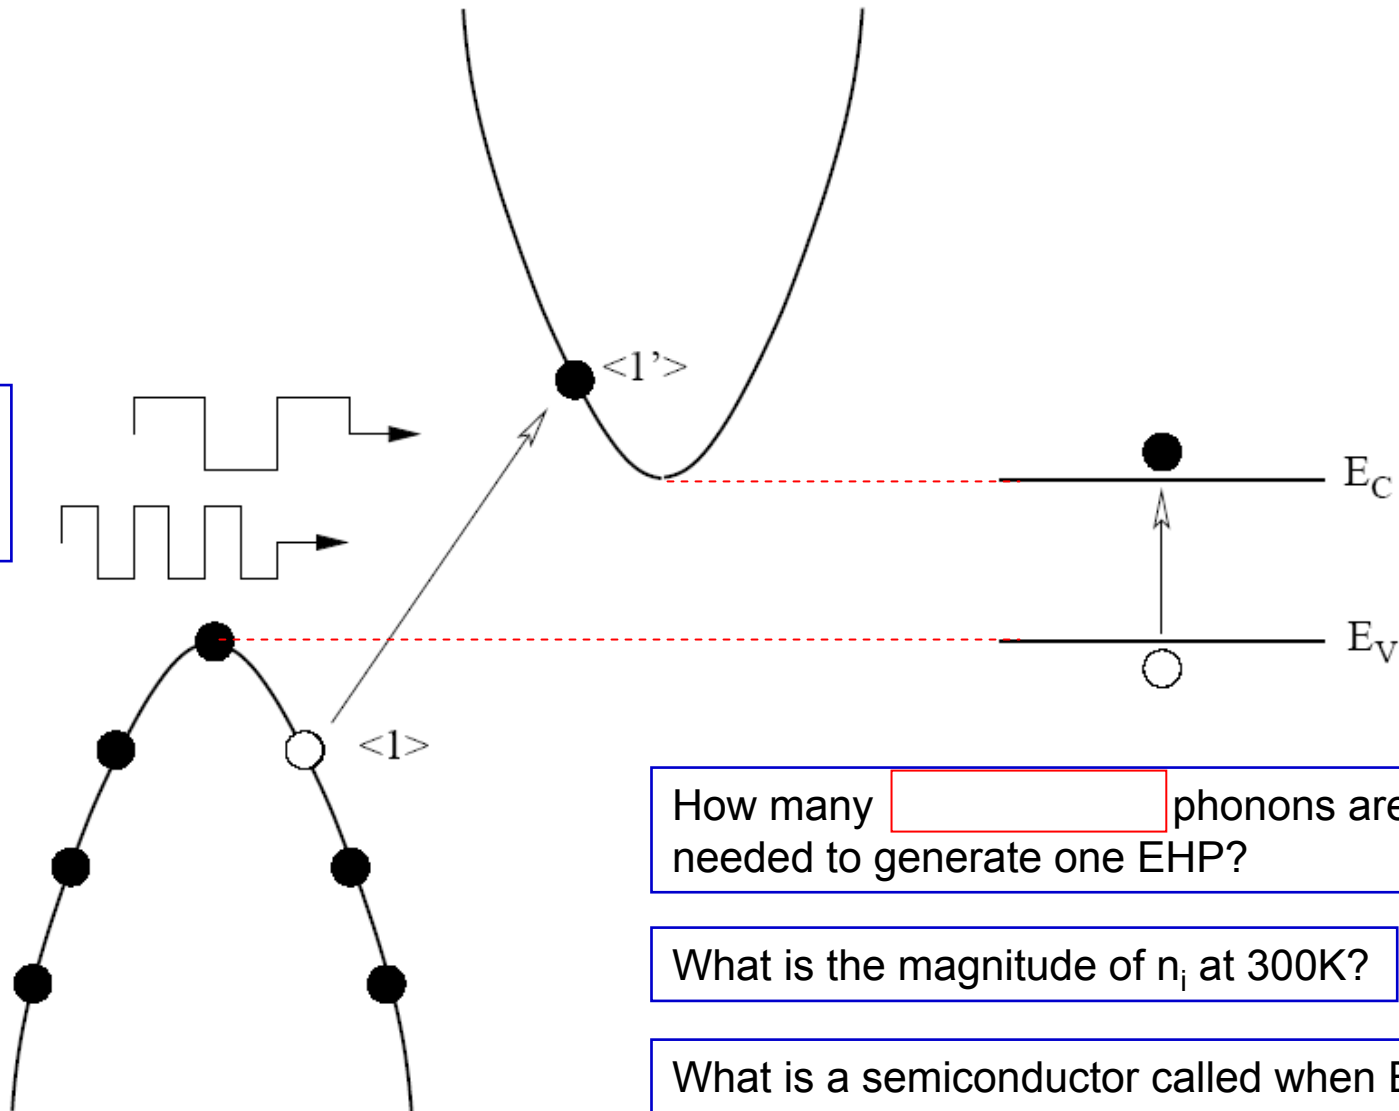 <1’>
E_C
E_V
<1>
How many phonons are
needed to generate one EHP?
What is the magnitude of n_i at 300K?
What is a semiconductor called when E